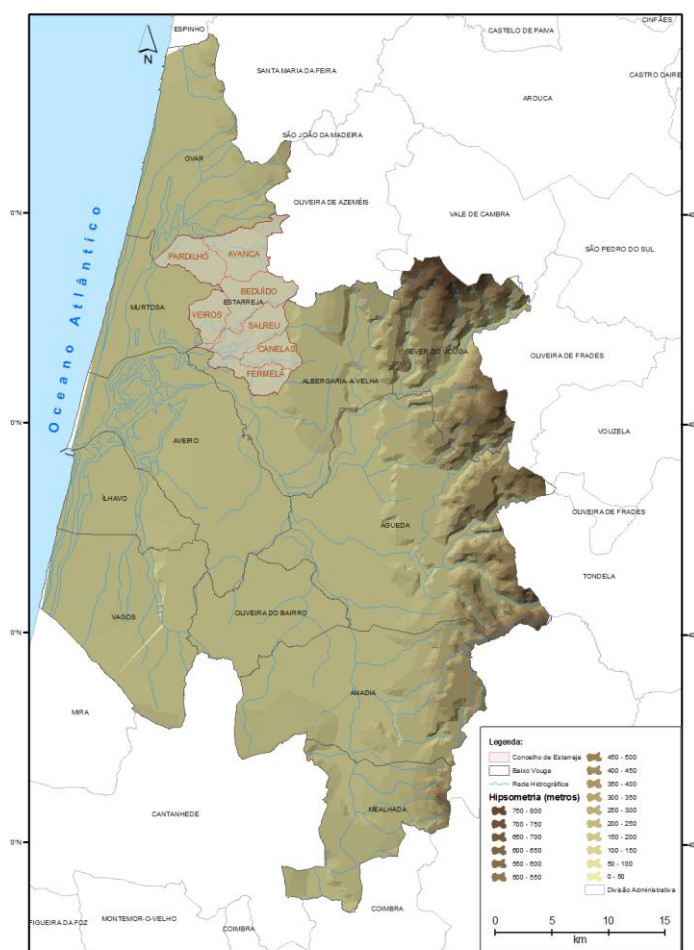 CINFÃES
ESPINHO
CASTELO DE PAIVA
N
SANTA MARIA DA FEIRA
CASTRO DAIRE
AROUCA
SÃO JOÃO DA MADEIRA
OVAR
OLIVEIRA DE AZEMÉIS
VALE DE CAMBRA
SÃO PEDRO DO SUL
PARDILHÓ
AVANCA
BEDUÍDO
ESTARREJA
MURTOSA
VEIROS
SALREU
CANELAS
SEVER DO VOUGA
OLIVEIRA DE FRADES
FERMELÃ
ALBERGARIA-A-VELHA
Oceano Atlântico
VOUZELA
AVEIRO
ÍLHAVO
ÁGUEDA
OLIVEIRA DE FRADES
TONDELA
VAGOS
OLIVEIRA DO BAIRRO
ANADIA
MIRA
CANTANHEDE
MEALHADA
COIMBRA
FIGUEIRA DA FOZ
MONTEMOR-O-VELHO
COIMBRA
0°N
0°N
0°N
0°N
Legenda:
Concelho de Estarreja
Baixo Vouga
Rede Hidrográfica
Hipsometria (metros)
750 - 800
700 - 750
650 - 700
600 - 650
550 - 600
500 - 550
450 - 500
400 - 450
350 - 400
300 - 350
250 - 300
200 - 250
150 - 200
100 - 150
50 - 100
0 - 50
Divisão Administrativa
0 5 10 15
km